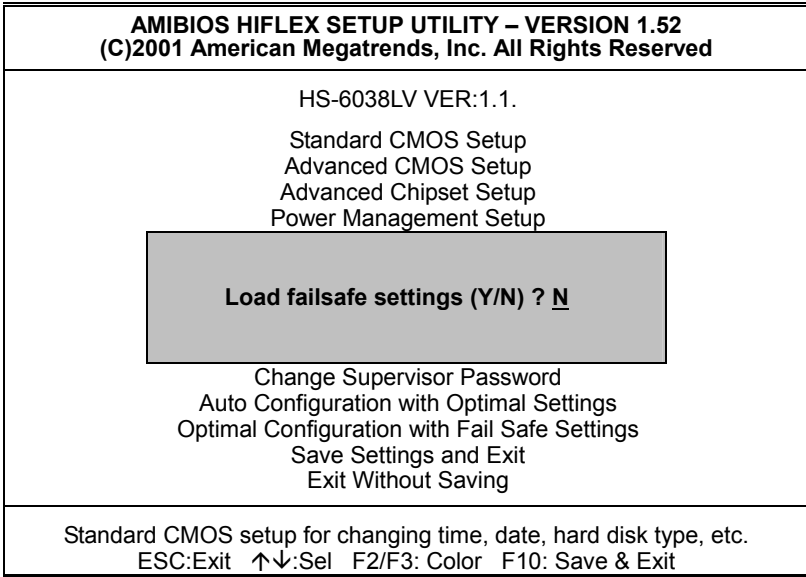 AMIBIOS HIFLEX SETUP UTILITY – VERSION 1.52
(C)2001 American Megatrends, Inc. All Rights Reserved
HS-6038LV VER:1.1.
Standard CMOS Setup
Advanced CMOS Setup
Advanced Chipset Setup
Power Management Setup
Load failsafe settings (Y/N) ? N
Change Supervisor Password
Auto Configuration with Optimal Settings
Optimal Configuration with Fail Safe Settings
Save Settings and Exit
Exit Without Saving
Standard CMOS setup for changing time, date, hard disk type, etc.
ESC:Exit ↑↓:Sel F2/F3: Color F10: Save & Exit